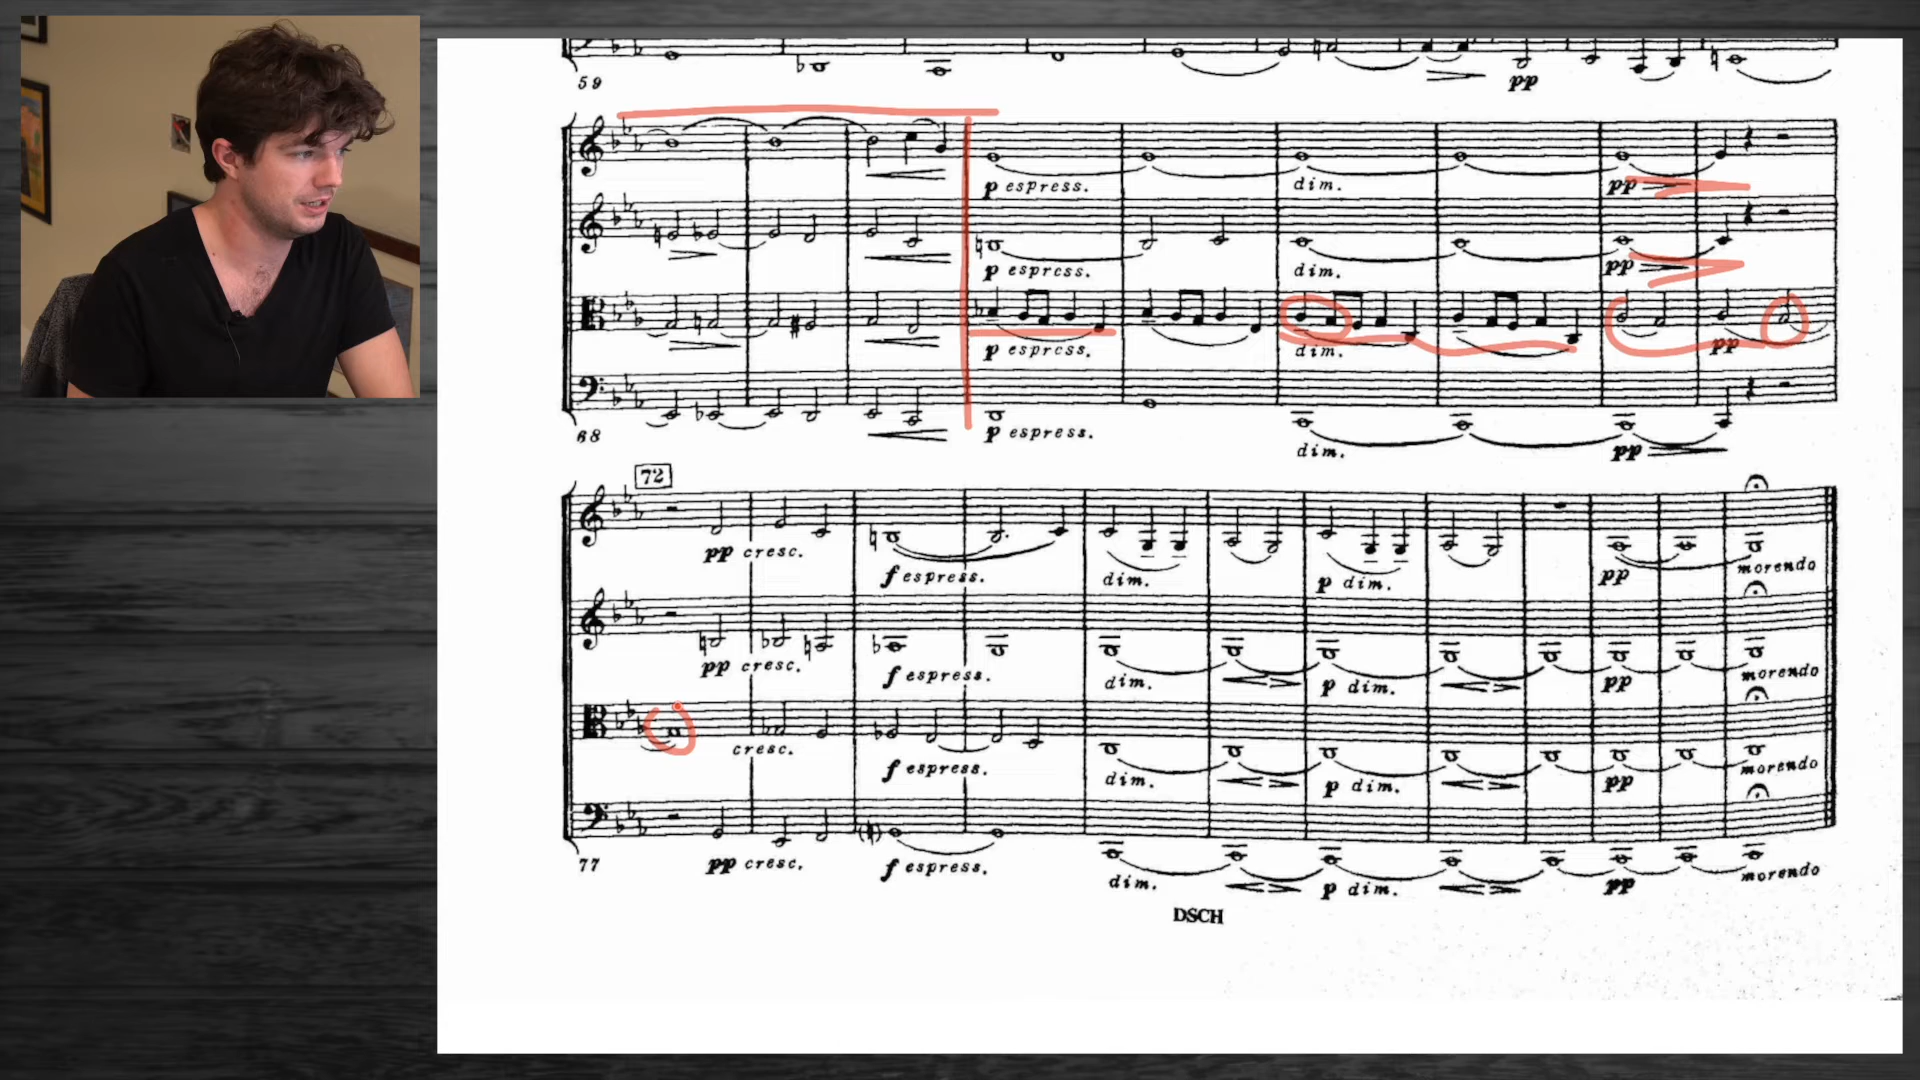 59
pp
p espress. dim. pp
p espress. dim. pp
p espress. dim. pp
68 p espress. dim. pp
72
pp cresc. f espress. dim. p dim. pp morendo
pp cresc. f espress. dim. p dim. pp morendo
cresc. f espress. dim. p dim. pp morendo
77 pp cresc. f espress. dim. p dim. pp morendo
DSCH